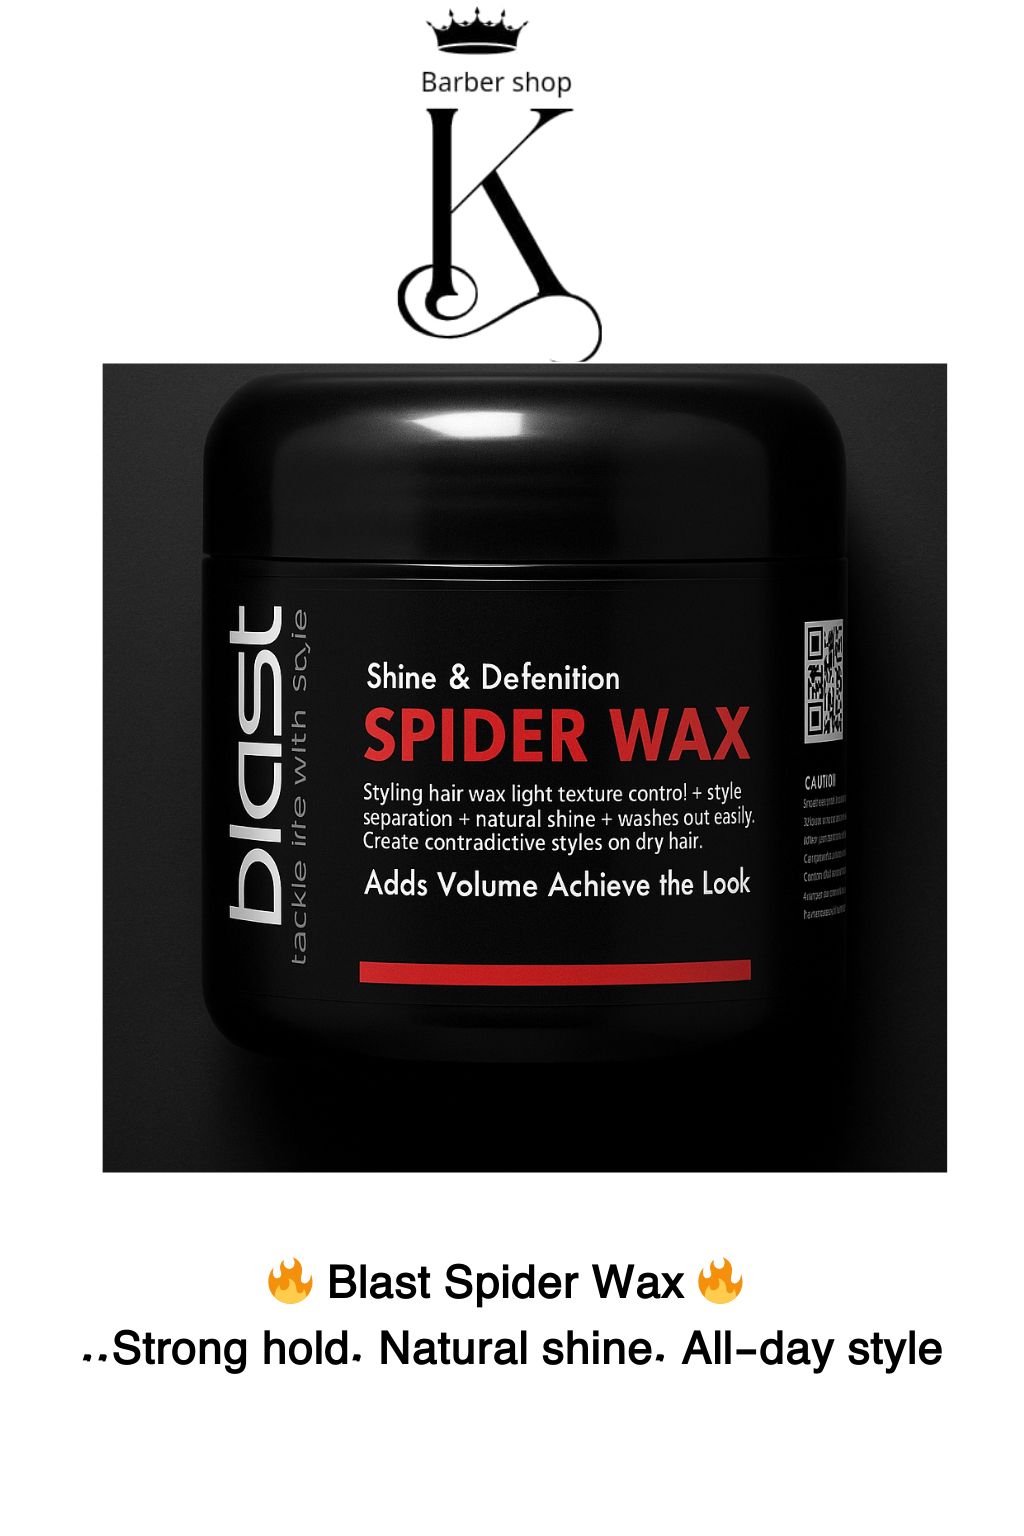 Barber shop
K
blast
tackle irte with Scyie
Shine & Defenition
SPIDER WAX
Styling hair wax light texture control + style
separation + natural shine + washes out easily.
Create contradictive styles on dry hair.
Adds Volume Achieve the Look
CAUTION
🔥 Blast Spider Wax 🔥
..Strong hold. Natural shine. All-day style